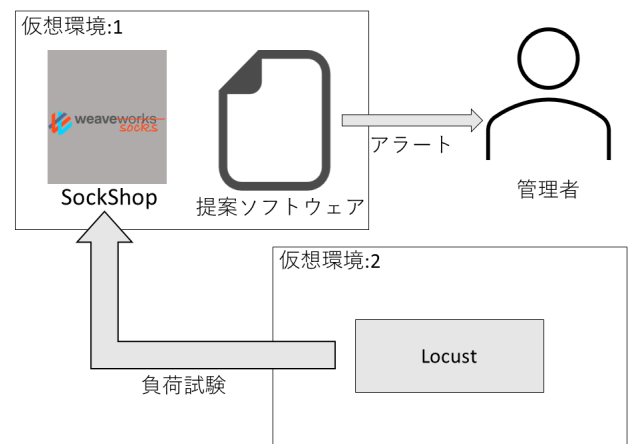 仮想環境:1
weaveworks
socks
SockShop
提案ソフトウェア
アラート
管理者
仮想環境:2
Locust
負荷試験